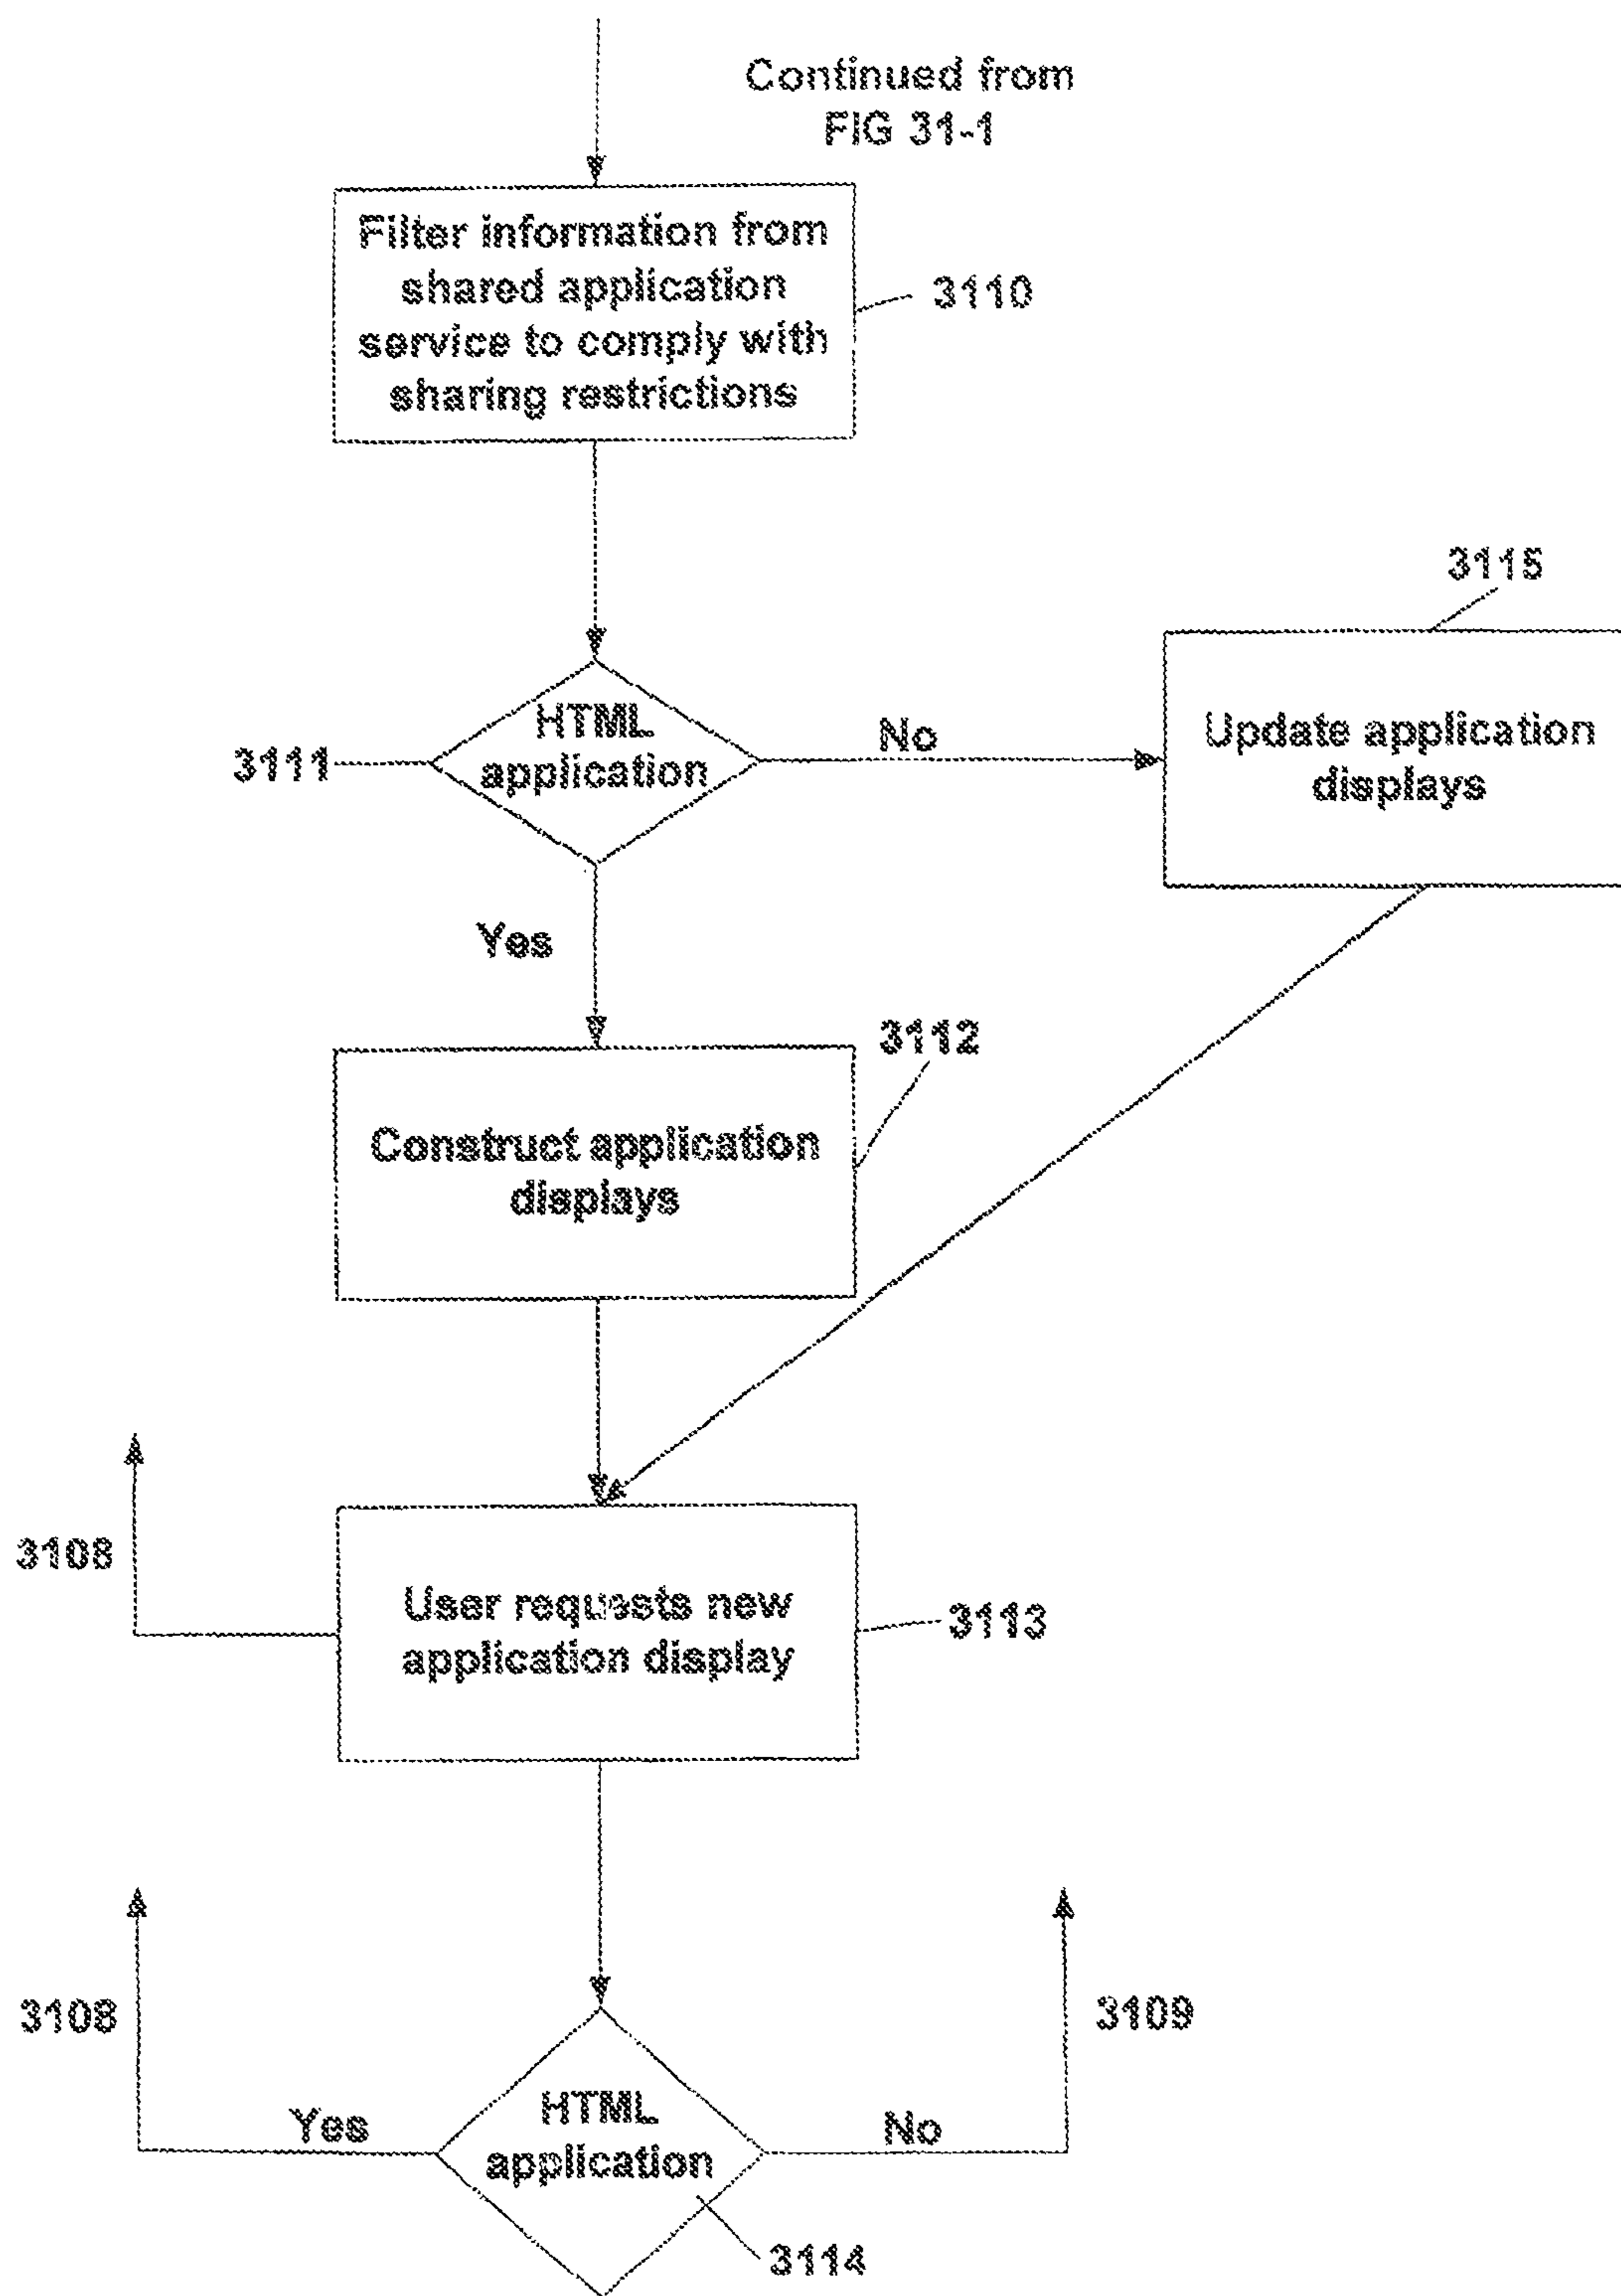 Continued from
FIG 31-1
Filter information from
shared application
service to comply with
sharing restrictions
3110
3115
HTML
application
3111
No
Update application
displays
Yes
3112
Construct application
displays
3108
User requests new
application display
3113
3108
3109
Yes
HTML
application
No
3114